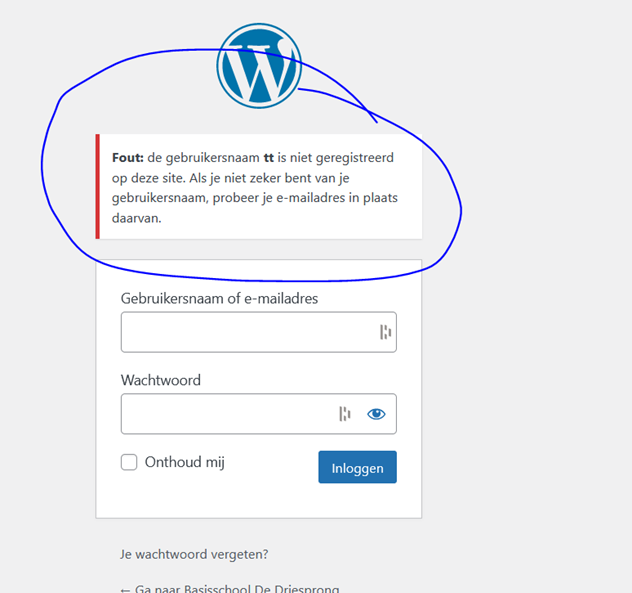 Fout: de gebruikersnaam tt is niet geregistreerd
op deze site. Als je niet zeker bent van je
gebruikersnaam, probeer je e-mailadres in plaats
daarvan.
Gebruikersnaam of e-mailadres
Wachtwoord
Onthoud mij
Inloggen
Je wachtwoord vergeten?
← Ga naar Basisschool De Driesprong